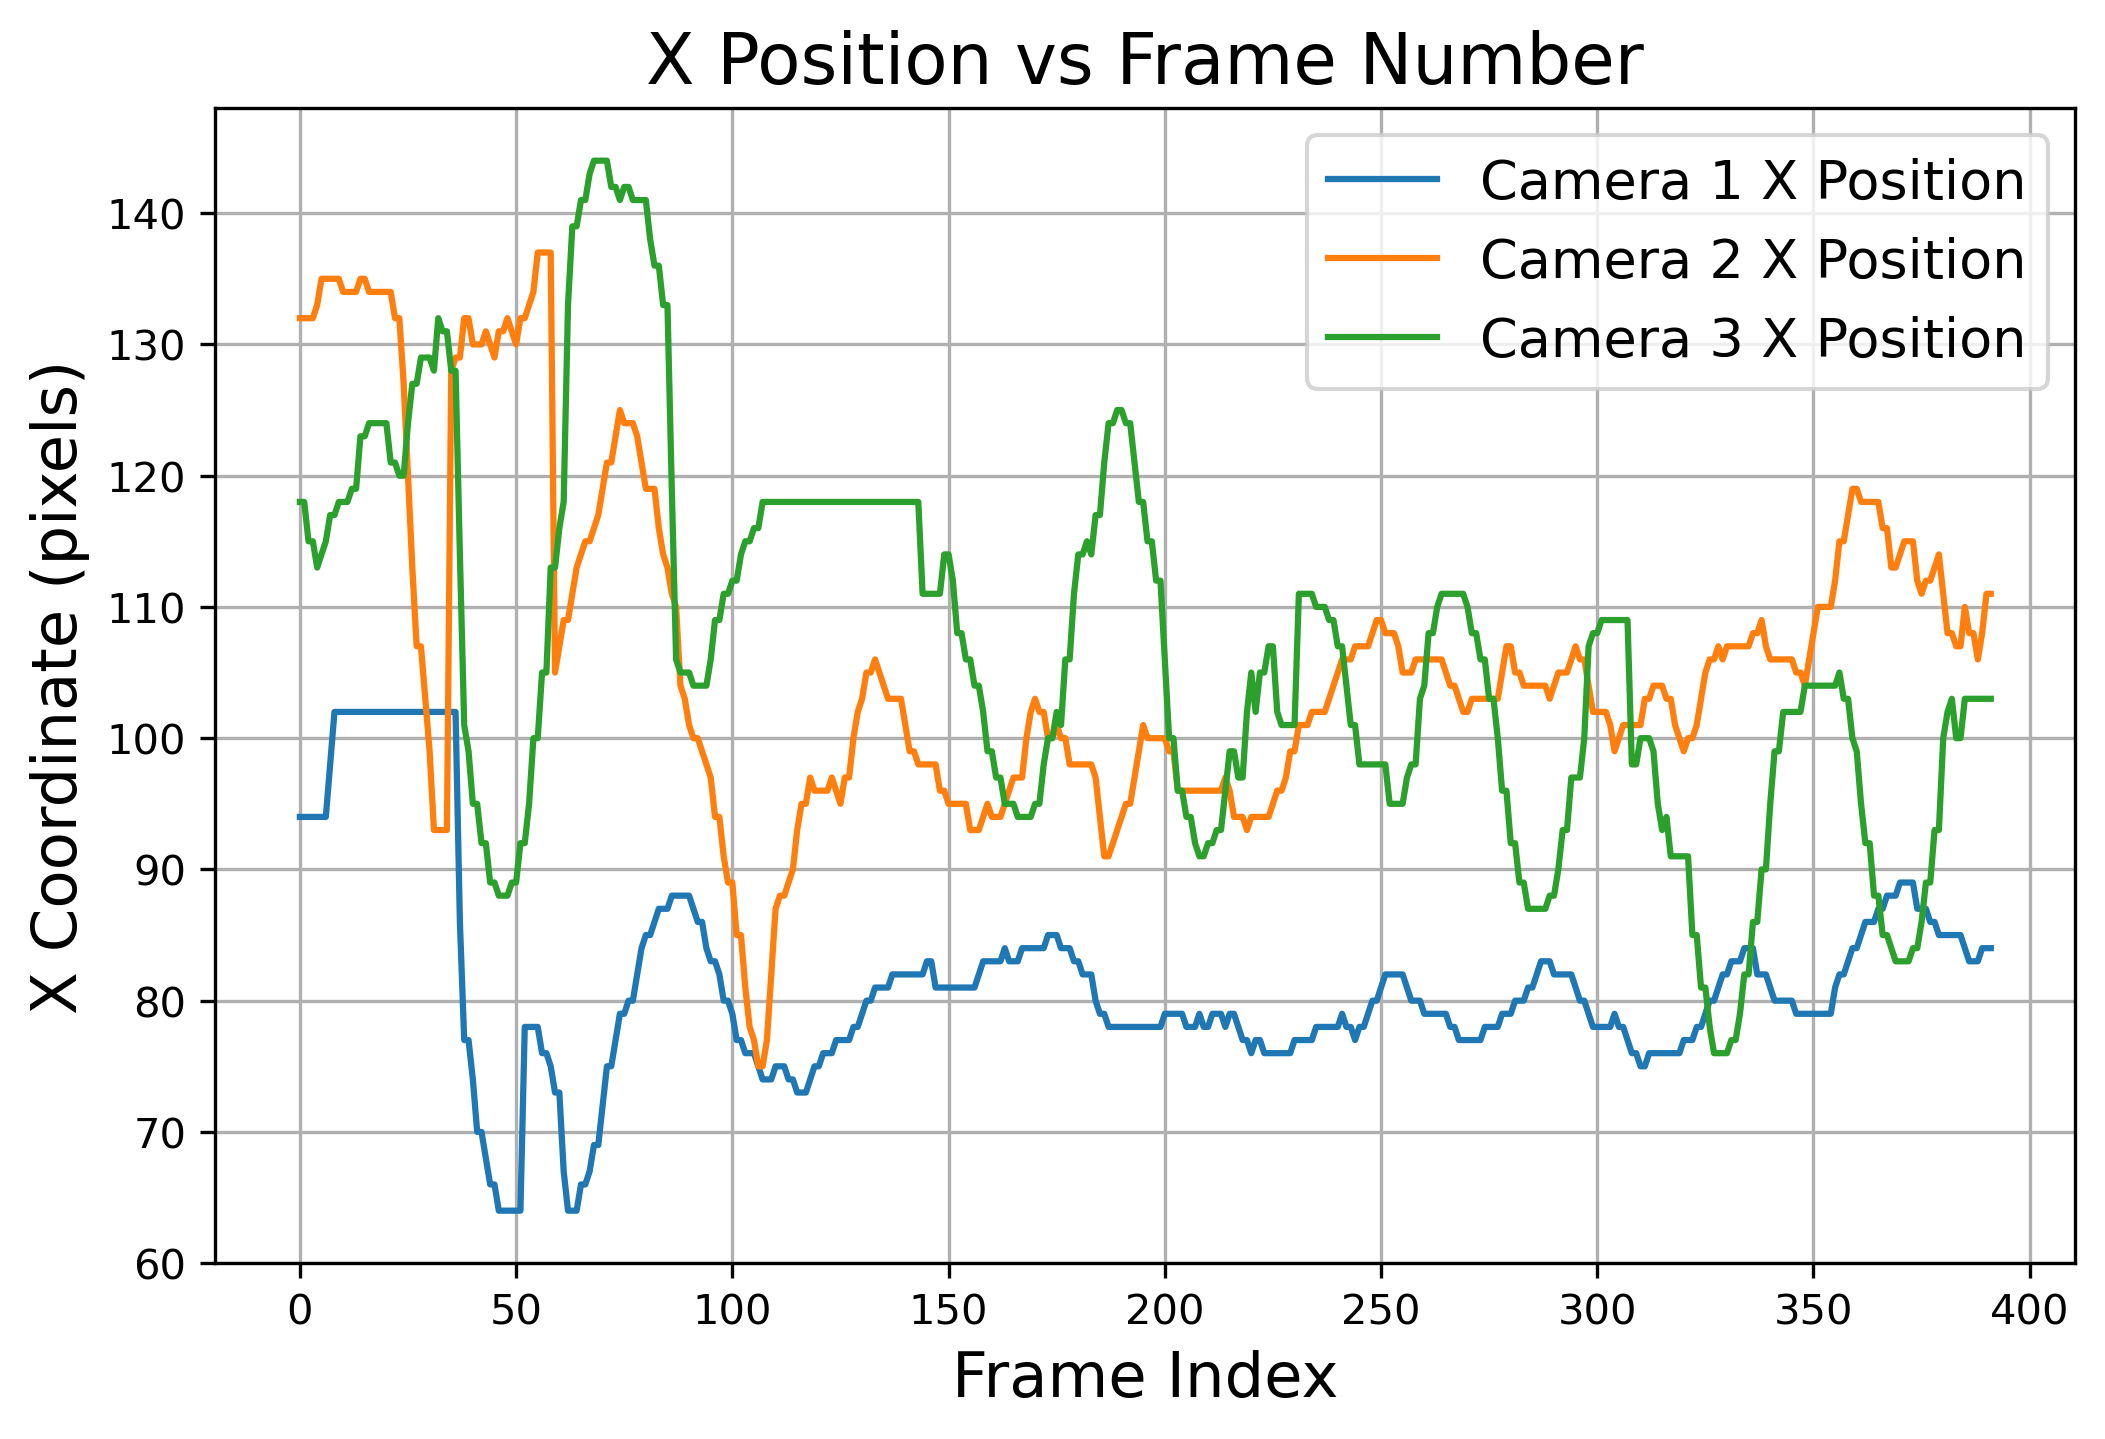 X Position vs Frame Number
Camera 1 X Position
Camera 2 X Position
Camera 3 X Position
X Coordinate (pixels)
140
130
120
110
100
90
80
70
60
0 50 100 150 200 250 300 350 400
Frame Index